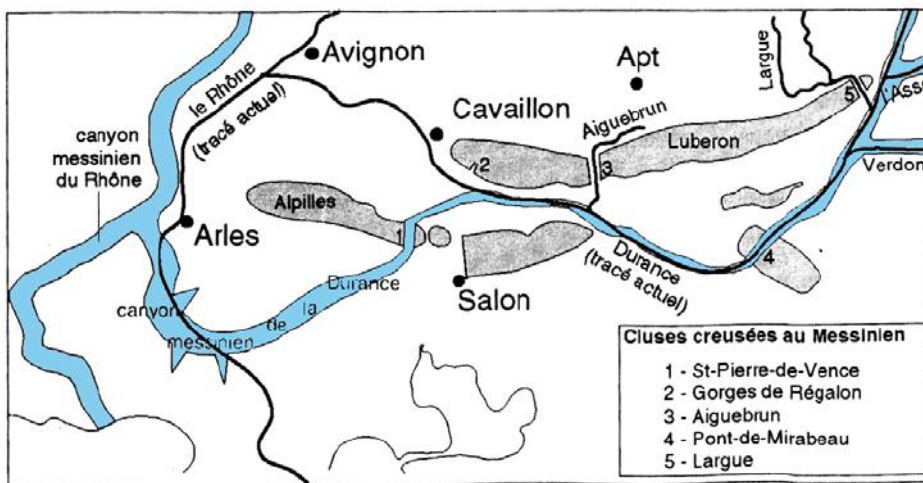 Avignon
le Rhône
(tracé actuel)
Apt
Largue
Cavaillon
Aiguebrun
5
Asse
canyon
messinien
du Rhône
2
3
Luberon
Verdon
Alpilles
Arles
1
Durance
(tracé actuel)
4
Salon
canyon
messinien
de
la
Durance
Cluses creusées au Messinien
1 - St-Pierre-de-Vence
2 - Gorges de Régalon
3 - Aiguebrun
4 - Pont-de-Mirabeau
5 - Largue